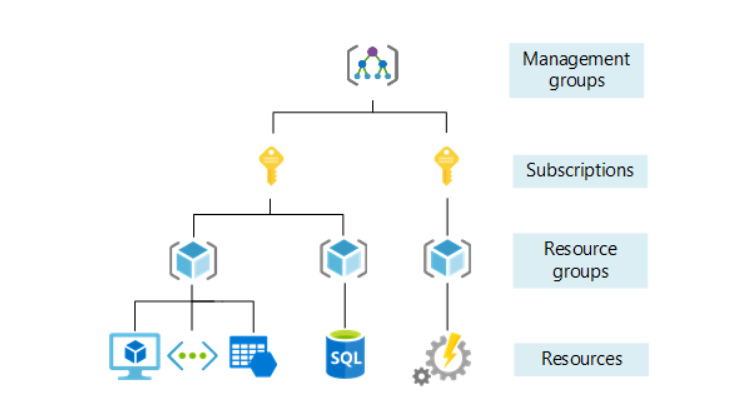 Management
groups
Subscriptions
Resource
groups
SQL
Resources